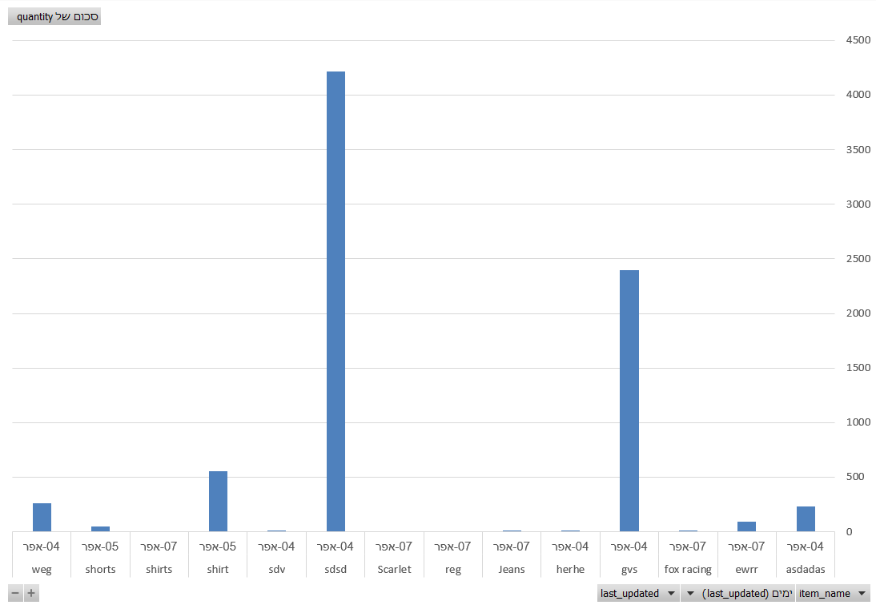 סכום של quantity
4500
4000
3500
3000
2500
2000
1500
1000
500
0
04-אפר 05-אפר 07-אפר 05-אפר 04-אפר 04-אפר 07-אפר 07-אפר 07-אפר 04-אפר 04-אפר 07-אפר 07-אפר 04-אפר
weg shorts shirts shirt sdv sdsd Scarlet reg Jeans herhe gvs fox racing ewrr asdadas
last_updated ימים (last_updated) item_name